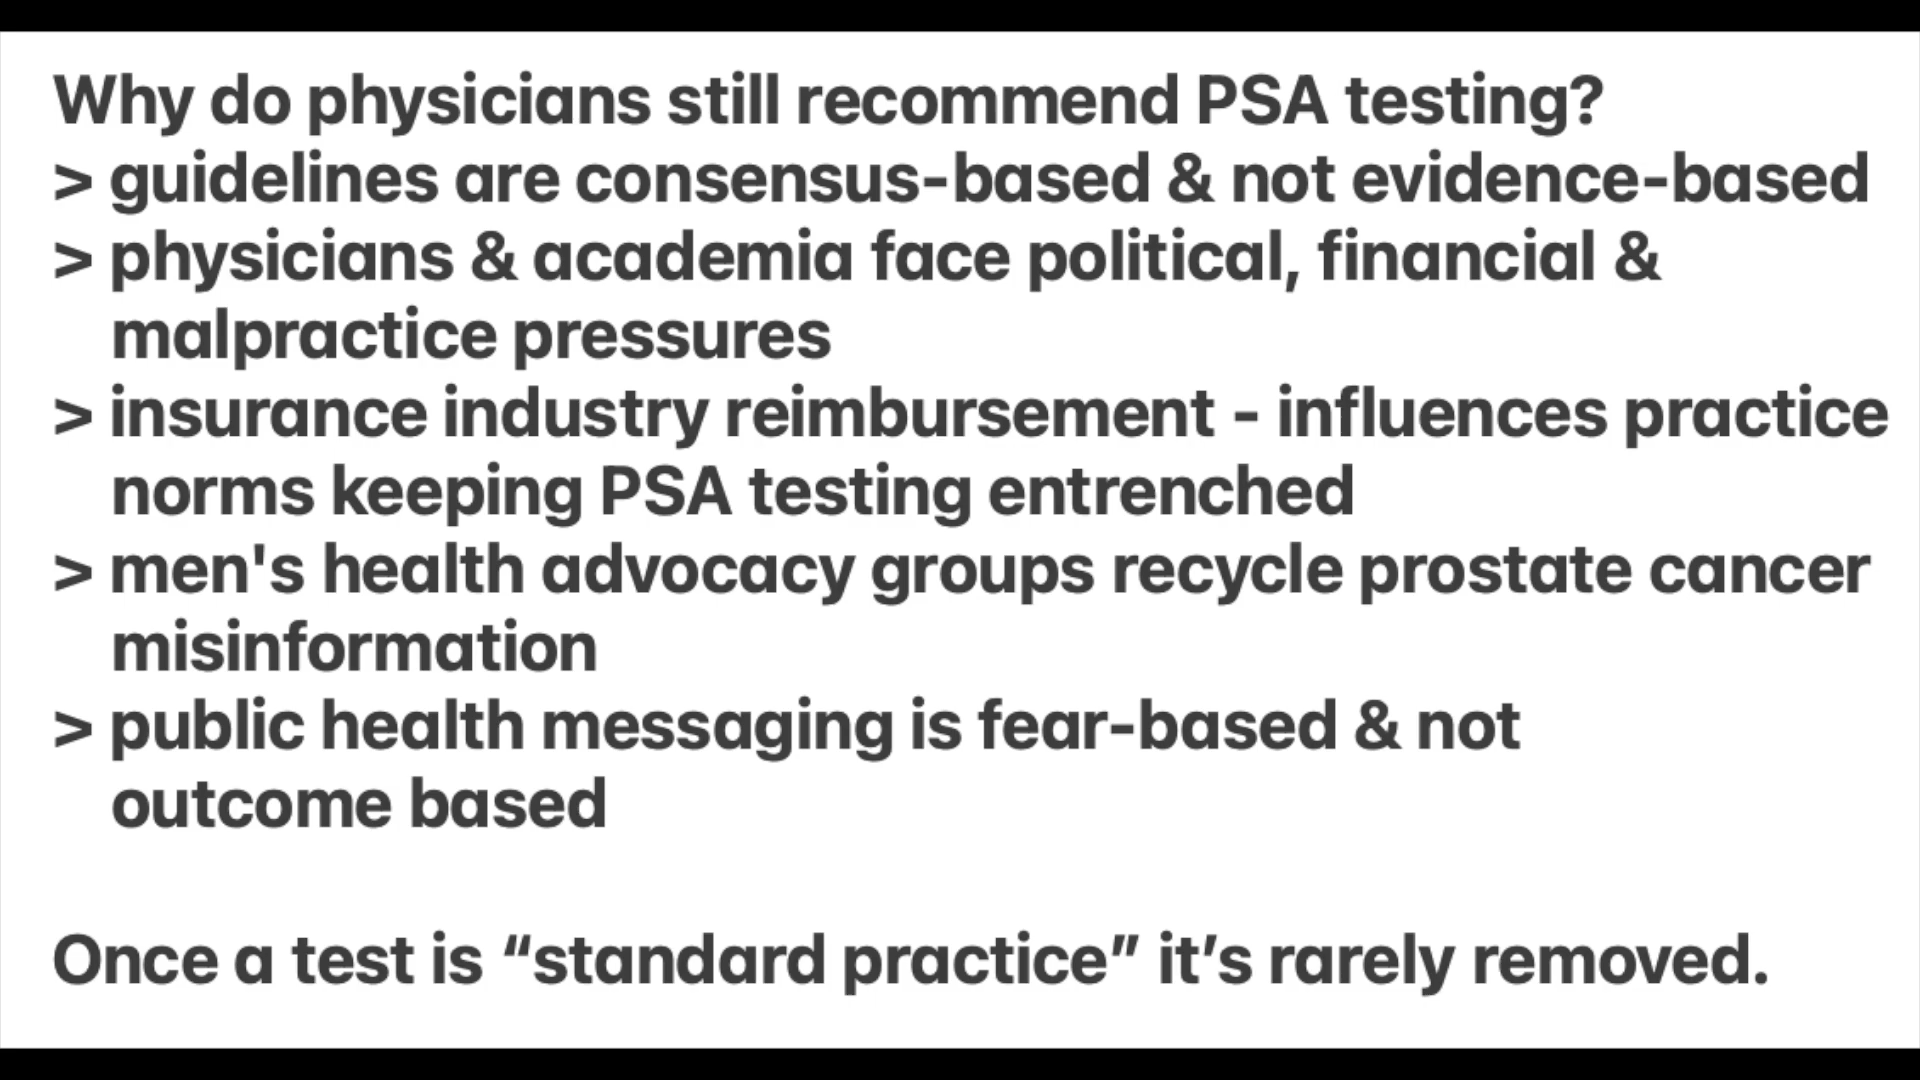 Why do physicians still recommend PSA testing?
> guidelines are consensus-based & not evidence-based
> physicians & academia face political, financial &
malpractice pressures
> insurance industry reimbursement - influences practice
norms keeping PSA testing entrenched
> men's health advocacy groups recycle prostate cancer
misinformation
> public health messaging is fear-based & not
outcome based
Once a test is “standard practice” it’s rarely removed.